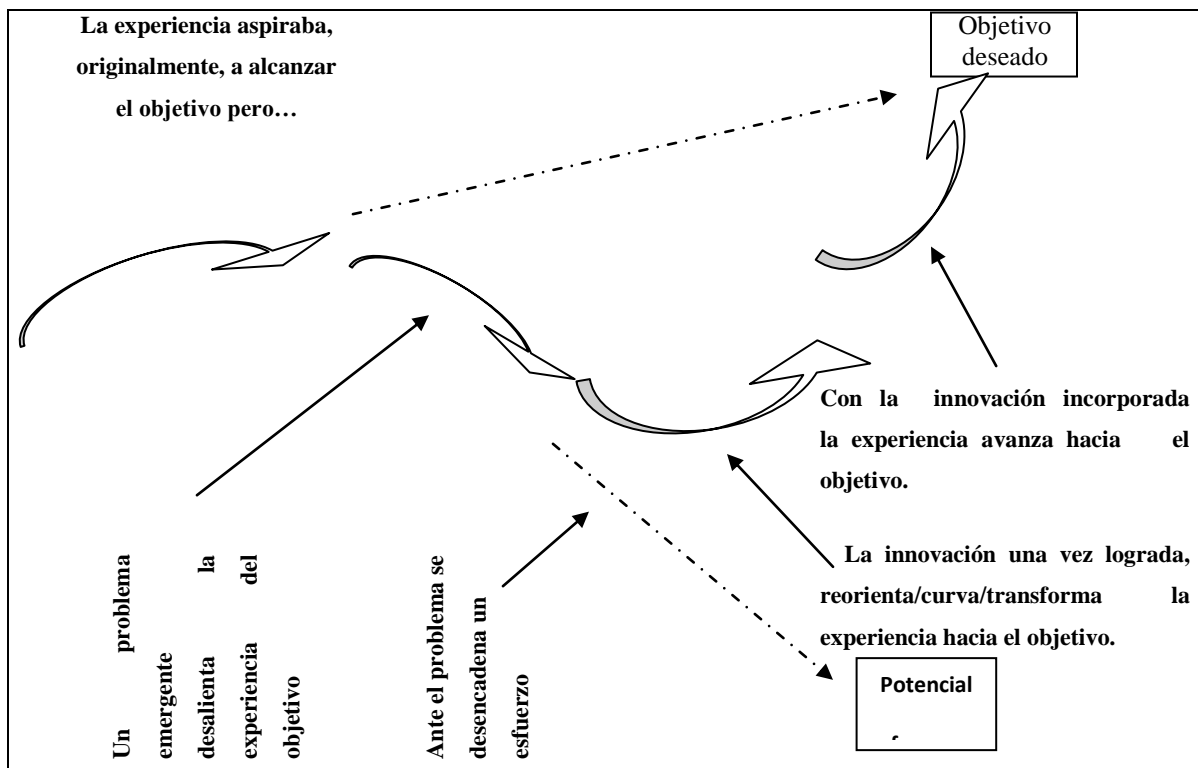 La experiencia aspiraba,
originalmente, a alcanzar
el objetivo pero…
Objetivo
deseado
Con la innovación incorporada
la experiencia avanza hacia el
objetivo.
La innovación una vez lograda,
reorienta/curva/transforma la
experiencia hacia el objetivo.
Un problema
emergente
desalienta la
experiencia del
objetivo
Ante el problema se
desencadena un
esfuerzo
Potencial